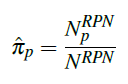 π̂_p = N_p^{RPN} / N^{RPN}